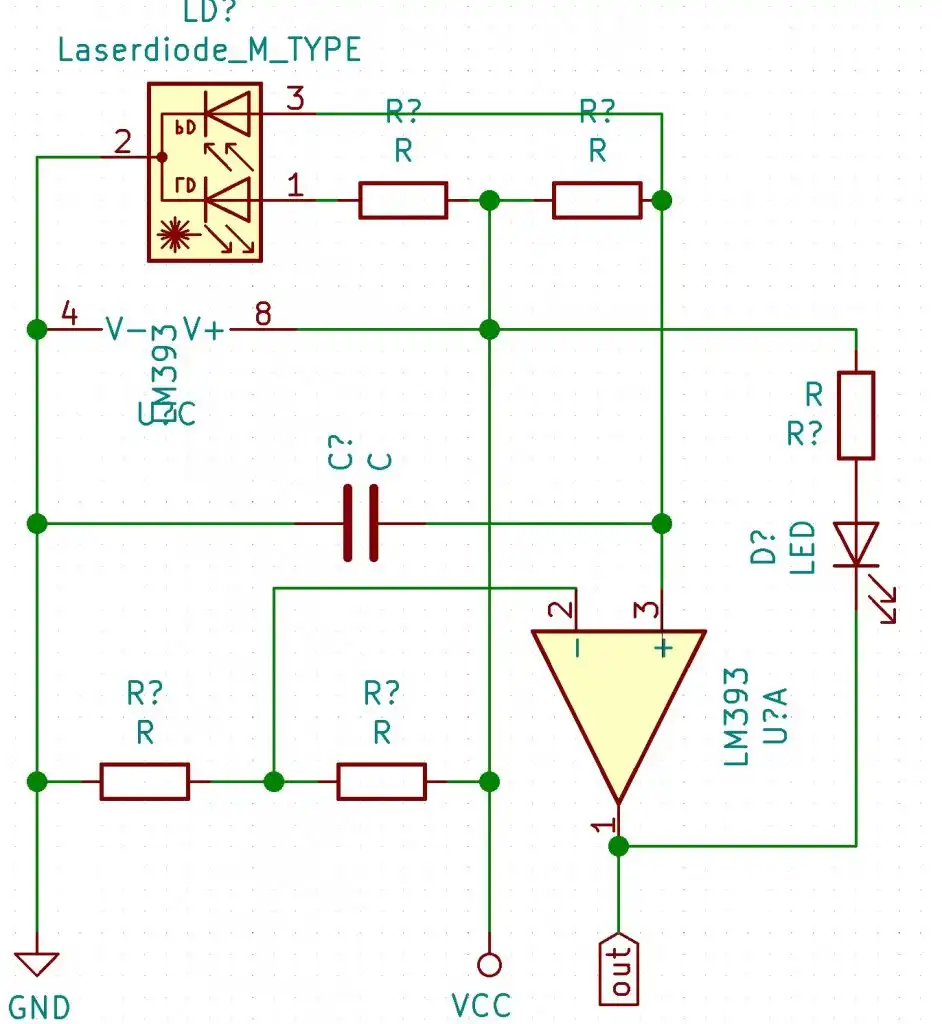 LD?
Laserdiode_M_TYPE
3
R?
R?
2
PD
R
R
LD
1
4
V-
V+
8
LM393
U?C
R
R?
C?
C
D?
LED
2
3
-
+
R?
R
R?
R
LM393
U?A
1
out
GND
VCC